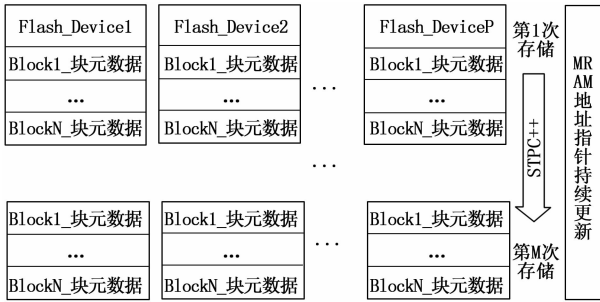 Flash_Device1 Flash_Device2 Flash_DeviceP 第1次存储
Block1_块元数据 Block1_块元数据 Block1_块元数据
... ... ... ...
BlockN_块元数据 BlockN_块元数据 BlockN_块元数据
...
STPC++
MRAM地址指针持续更新
Block1_块元数据 Block1_块元数据 Block1_块元数据
... ... ... ...
BlockN_块元数据 BlockN_块元数据 BlockN_块元数据
第M次存储